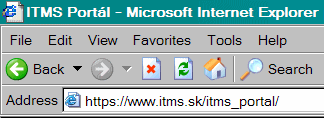 ITMS Portál - Microsoft Internet Explorer
File Edit View Favorites Tools Help
Back Search
Address https://www.itms.sk/itms_portal/